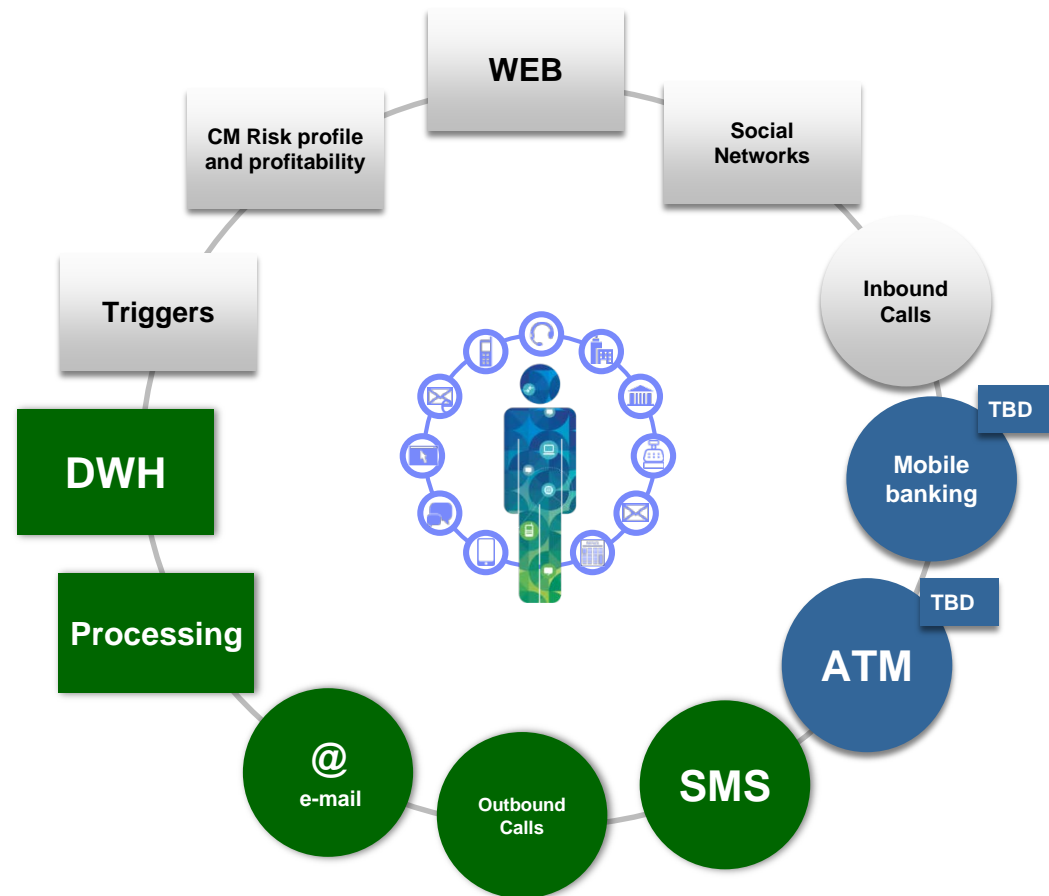 WEB
CM Risk profile
and profitability
Social
Networks
Triggers
Inbound
Calls
DWH
TBD
Mobile
banking
Processing
TBD
ATM
@
e-mail
Outbound
Calls
SMS